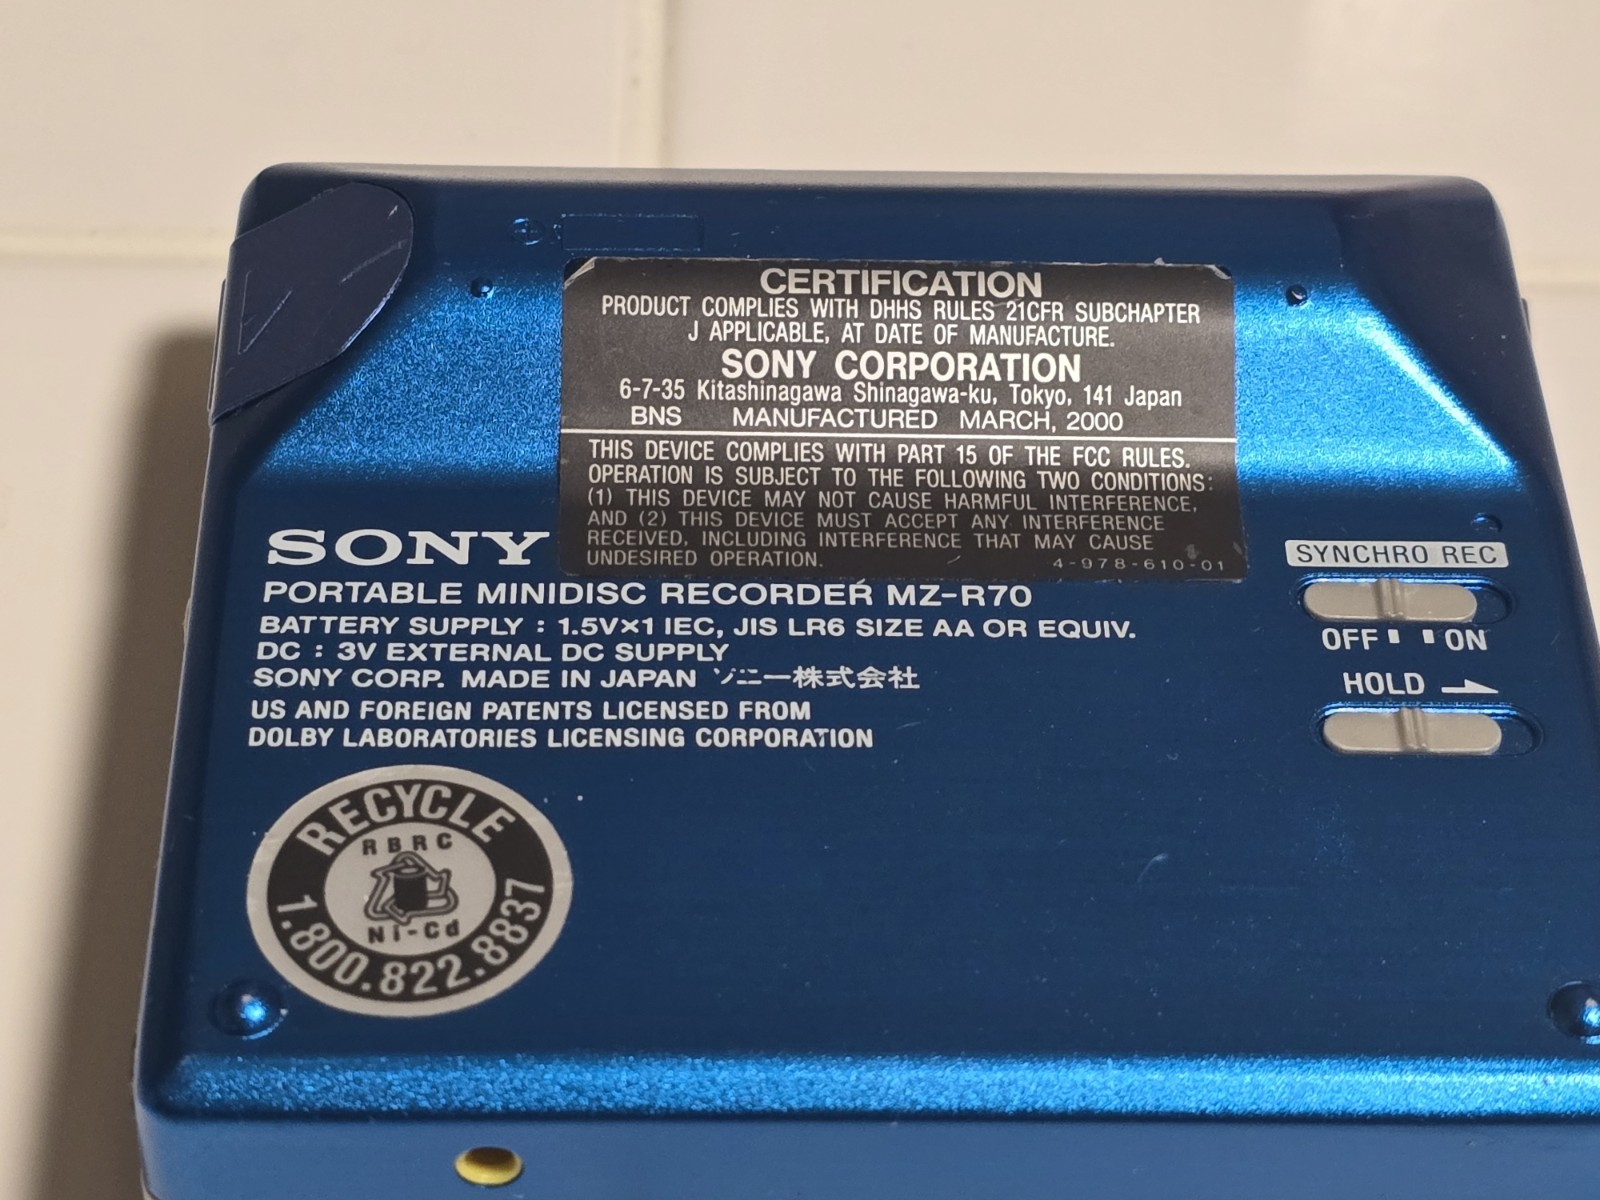 CERTIFICATION
PRODUCT COMPLIES WITH DHHS RULES 21CFR SUBCHAPTER
J APPLICABLE, AT DATE OF MANUFACTURE.
SONY CORPORATION
6-7-35 Kitashinagawa Shinagawa-ku, Tokyo, 141 Japan
BNS MANUFACTURED MARCH, 2000
THIS DEVICE COMPLIES WITH PART 15 OF THE FCC RULES.
OPERATION IS SUBJECT TO THE FOLLOWING TWO CONDITIONS:
(1) THIS DEVICE MAY NOT CAUSE HARMFUL INTERFERENCE,
AND (2) THIS DEVICE MUST ACCEPT ANY INTERFERENCE
RECEIVED, INCLUDING INTERFERENCE THAT MAY CAUSE
UNDESIRED OPERATION. 4-978-610-01
SONY
PORTABLE MINIDISC RECORDER MZ-R70
BATTERY SUPPLY : 1.5V×1 IEC, JIS LR6 SIZE AA OR EQUIV.
DC : 3V EXTERNAL DC SUPPLY
SONY CORP. MADE IN JAPAN ソニー株式会社
US AND FOREIGN PATENTS LICENSED FROM
DOLBY LABORATORIES LICENSING CORPORATION
SYNCHRO REC
OFF ON
HOLD
RECYCLE
RBRC
Ni-Cd
1.800.822.8837